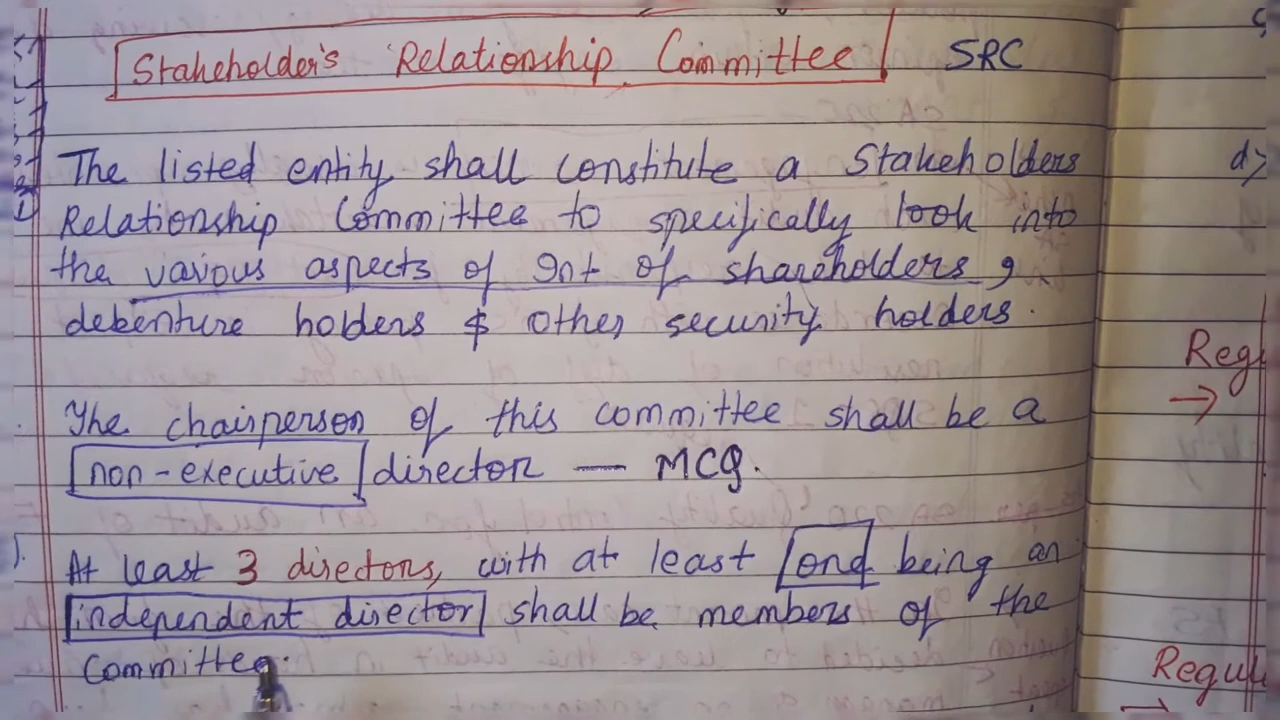 Stakeholder's Relationship Committee SRC
The listed entity shall constitute a Stakeholders
Relationship Committee to specifically look into
the various aspects of Int of shareholders,
debenture holders & other security holders.
The chairperson of this committee shall be a
non-executive director — MCQ.
At least 3 directors, with at least one being an
independent director shall be members of the
Committee.
d>
Reg
→
Regul
→